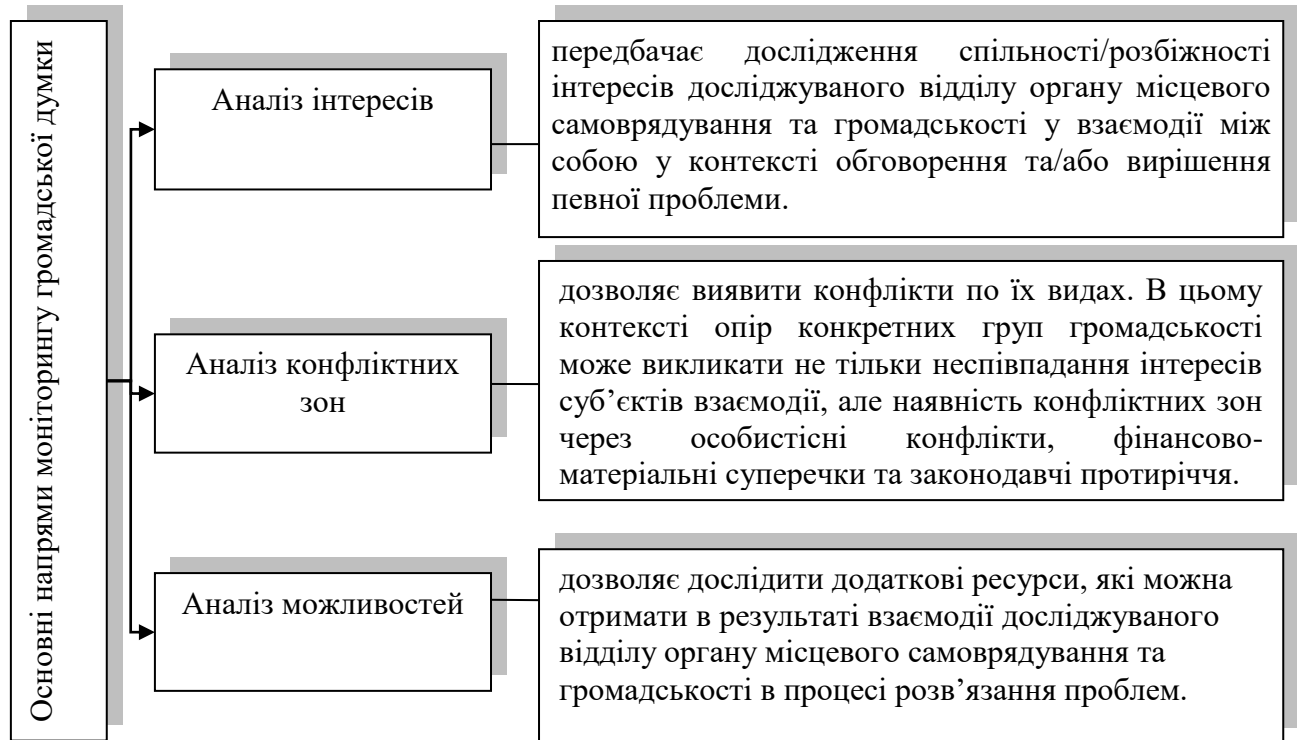 Основні напрями моніторингу громадської думки
Аналіз інтересів
передбачає дослідження спільності/розбіжності
інтересів досліджуваного відділу органу місцевого
самоврядування та громадськості у взаємодії між
собою у контексті обговорення та/або вирішення
певної проблеми.
Аналіз конфліктних
зон
дозволяє виявити конфлікти по їх видах. В цьому
контексті опір конкретних груп громадськості
може викликати не тільки неспівпадання інтересів
суб’єктів взаємодії, але наявність конфліктних зон
через особистісні конфлікти, фінансово-
матеріальні суперечки та законодавчі протиріччя.
Аналіз можливостей
дозволяє дослідити додаткові ресурси, які можна
отримати в результаті взаємодії досліджуваного
відділу органу місцевого самоврядування та
громадськості в процесі розв’язання проблем.